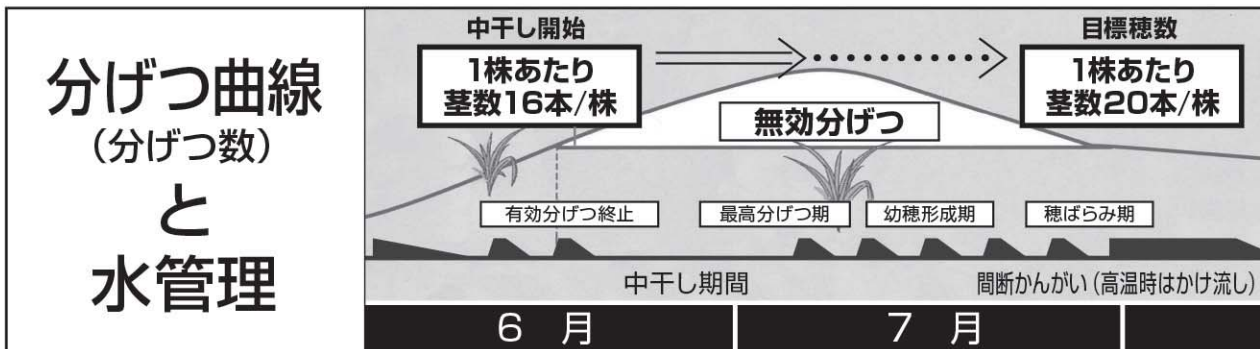 分げつ曲線
（分げつ数）
と
水管理
中干し開始
1株あたり
茎数16本/株
目標穂数
1株あたり
茎数20本/株
無効分げつ
有効分げつ終止
最高分げつ期
幼穂形成期
穂ばらみ期
中干し期間
間断かんがい（高温時はかけ流し）
6 月
7 月